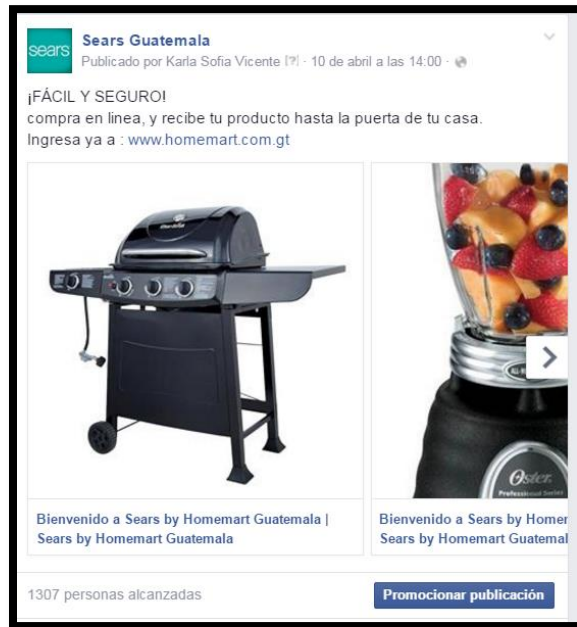 sears
Sears Guatemala
Publicado por Karla Sofia Vicente [?] · 10 de abril a las 14:00 ·
¡FÁCIL Y SEGURO!
compra en linea, y recibe tu producto hasta la puerta de tu casa.
Ingresa ya a : www.homemart.com.gt
Oster
Professional Series
Bienvenido a Sears by Homemart Guatemala |
Sears by Homemart Guatemala
Bienvenido a Sears by Homer
Sears by Homemart Guatemal
1307 personas alcanzadas
Promocionar publicación